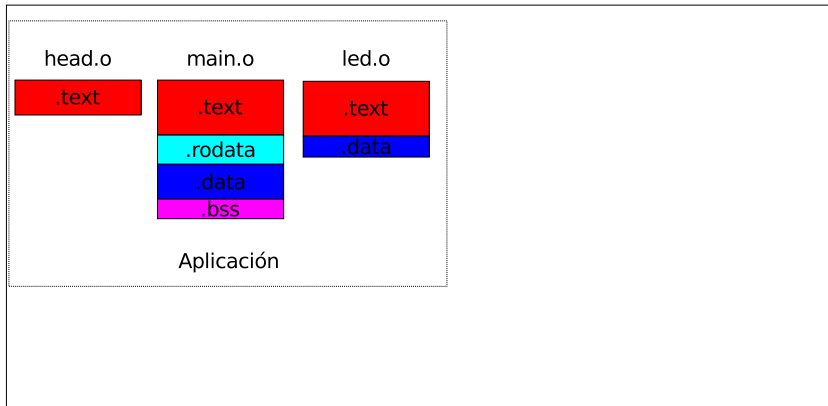 head.o
.text
main.o
.text
.rodata
.data
.bss
led.o
.text
.data
Aplicación